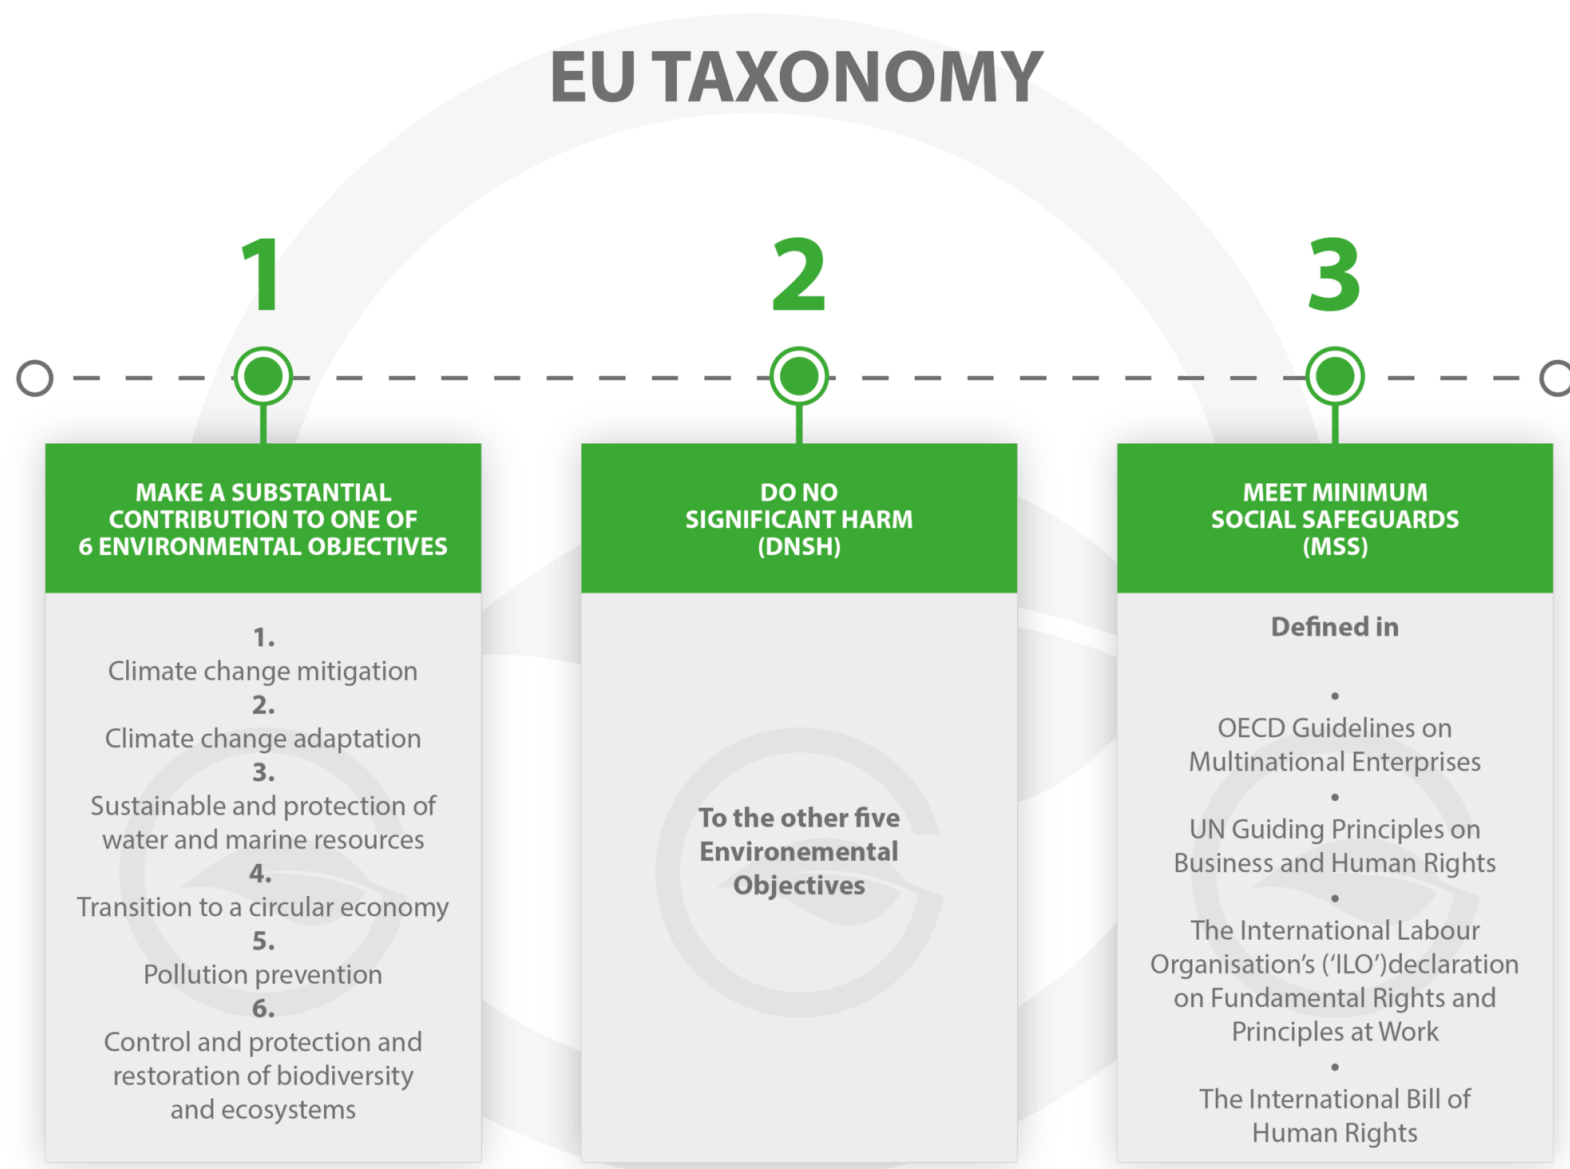 EU TAXONOMY
1
MAKE A SUBSTANTIAL
CONTRIBUTION TO ONE OF
6 ENVIRONMENTAL OBJECTIVES
1.
Climate change mitigation
2.
Climate change adaptation
3.
Sustainable and protection of
water and marine resources
4.
Transition to a circular economy
5.
Pollution prevention
6.
Control and protection and
restoration of biodiversity
and ecosystems
2
DO NO
SIGNIFICANT HARM
(DNSH)
To the other five
Environemental
Objectives
3
MEET MINIMUM
SOCIAL SAFEGUARDS
(MSS)
Defined in
•
OECD Guidelines on
Multinational Enterprises
•
UN Guiding Principles on
Business and Human Rights
•
The International Labour
Organisation’s (‘ILO’)declaration
on Fundamental Rights and
Principles at Work
•
The International Bill of
Human Rights